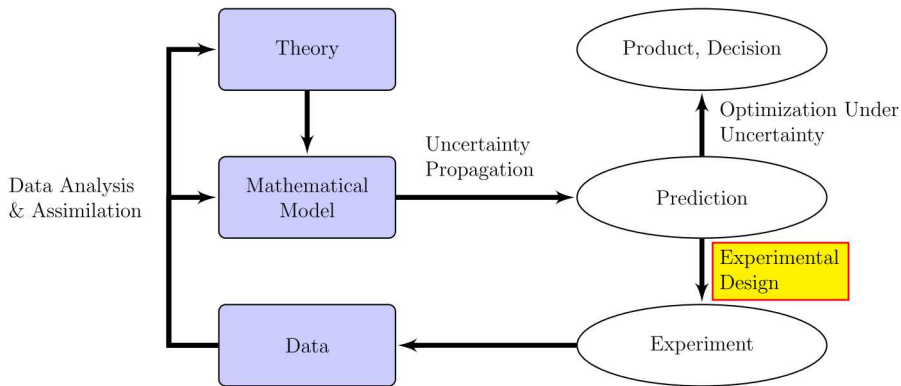 Theory
Product, Decision
Optimization Under
Uncertainty
Uncertainty
Propagation
Data Analysis
& Assimilation
Mathematical
Model
Prediction
Experimental
Design
Data
Experiment